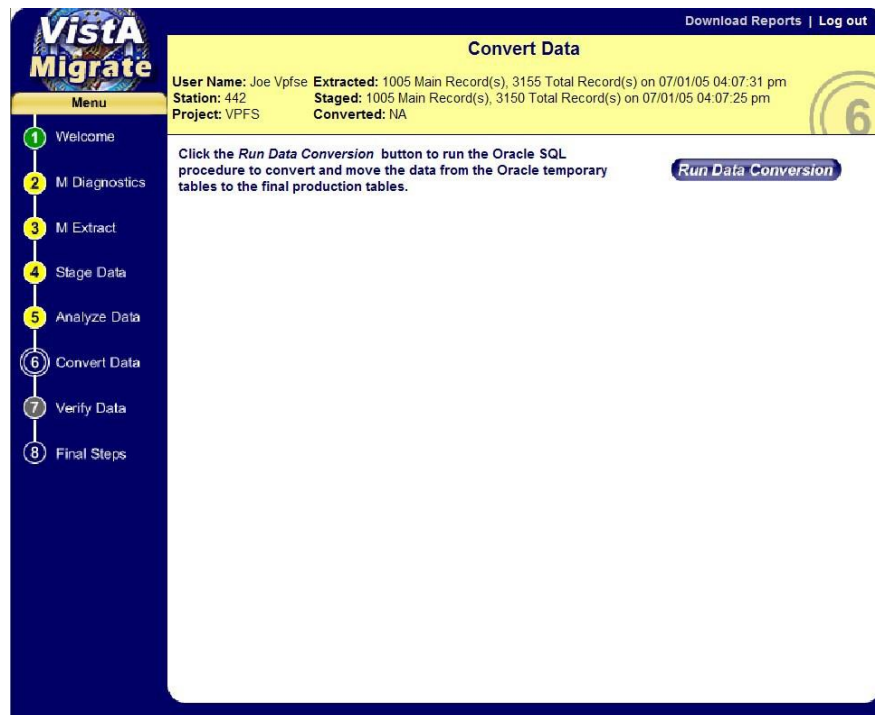 VistA
Migrate
Download Reports | Log out
Convert Data
User Name: Joe Vpfse Extracted: 1005 Main Record(s), 3155 Total Record(s) on 07/01/05 04:07:31 pm
Station: 442 Staged: 1005 Main Record(s), 3150 Total Record(s) on 07/01/05 04:07:25 pm
Project: VPFS Converted: NA
6
Menu
1 Welcome
2 M Diagnostics
3 M Extract
4 Stage Data
5 Analyze Data
6 Convert Data
7 Verify Data
8 Final Steps
Click the Run Data Conversion button to run the Oracle SQL
procedure to convert and move the data from the Oracle temporary
tables to the final production tables.
Run Data Conversion